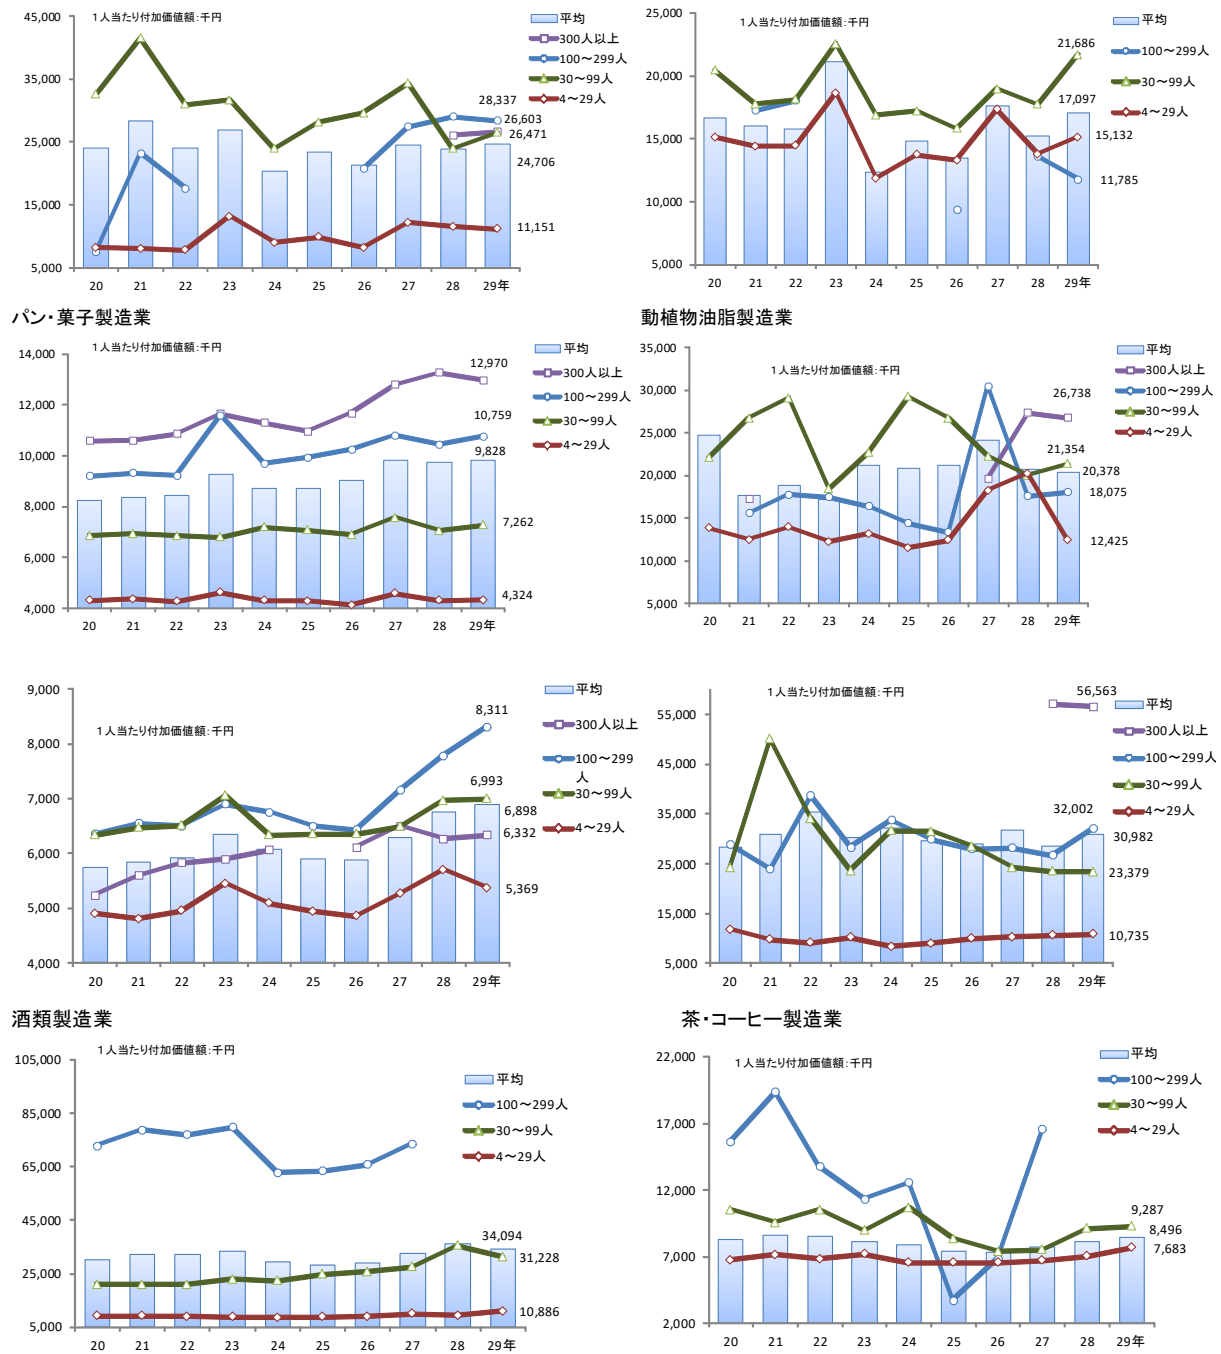 1人当たり付加価値額:千円
45,000
35,000
25,000
15,000
5,000
20 21 22 23 24 25 26 27 28 29年
平均
300人以上
100～299人
30～99人
4～29人
28,337
26,603
26,471
24,706
11,151
1人当たり付加価値額:千円
25,000
20,000
15,000
10,000
5,000
20 21 22 23 24 25 26 27 28 29年
平均
100～299人
30～99人
4～29人
21,686
17,097
15,132
11,785
パン・菓子製造業
1人当たり付加価値額:千円
14,000
12,000
10,000
8,000
6,000
4,000
20 21 22 23 24 25 26 27 28 29年
平均
300人以上
100～299人
30～99人
4～29人
12,970
10,759
9,828
7,262
4,324
動植物油脂製造業
1人当たり付加価値額:千円
35,000
30,000
25,000
20,000
15,000
10,000
5,000
20 21 22 23 24 25 26 27 28 29年
平均
300人以上
100～299人
30～99人
4～29人
26,738
21,354
20,378
18,075
12,425
1人当たり付加価値額:千円
9,000
8,000
7,000
6,000
5,000
4,000
20 21 22 23 24 25 26 27 28 29年
平均
300人以上
100～299
人
30～99人
4～29人
8,311
6,993
6,898
6,332
5,369
1人当たり付加価値額:千円
55,000
45,000
35,000
25,000
15,000
5,000
20 21 22 23 24 25 26 27 28 29年
平均
300人以上
100～299人
30～99人
4～29人
56,563
32,002
30,982
23,379
10,735
酒類製造業
1人当たり付加価値額:千円
105,000
85,000
65,000
45,000
25,000
5,000
20 21 22 23 24 25 26 27 28 29年
平均
100～299人
30～99人
4～29人
34,094
31,228
10,886
茶・コーヒー製造業
1人当たり付加価値額:千円
22,000
17,000
12,000
7,000
2,000
20 21 22 23 24 25 26 27 28 29年
平均
100～299人
30～99人
4～29人
9,287
8,496
7,683